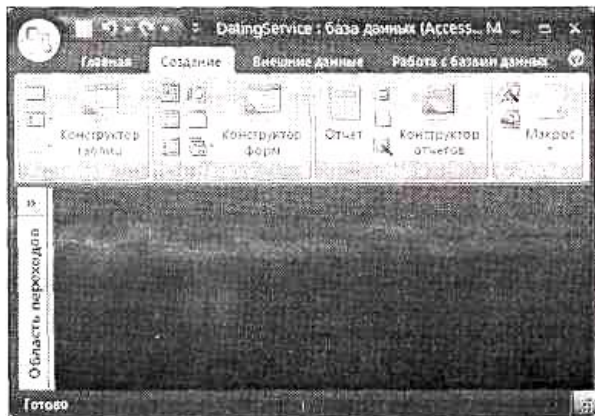 DatingService : база данных (Access... М
Главная Создание Внешние данные Работа с базами данных
Конструктор таблиц
Конструктор форм
Отчет
Конструктор отчетов
Макрос
Область переходов
Готово